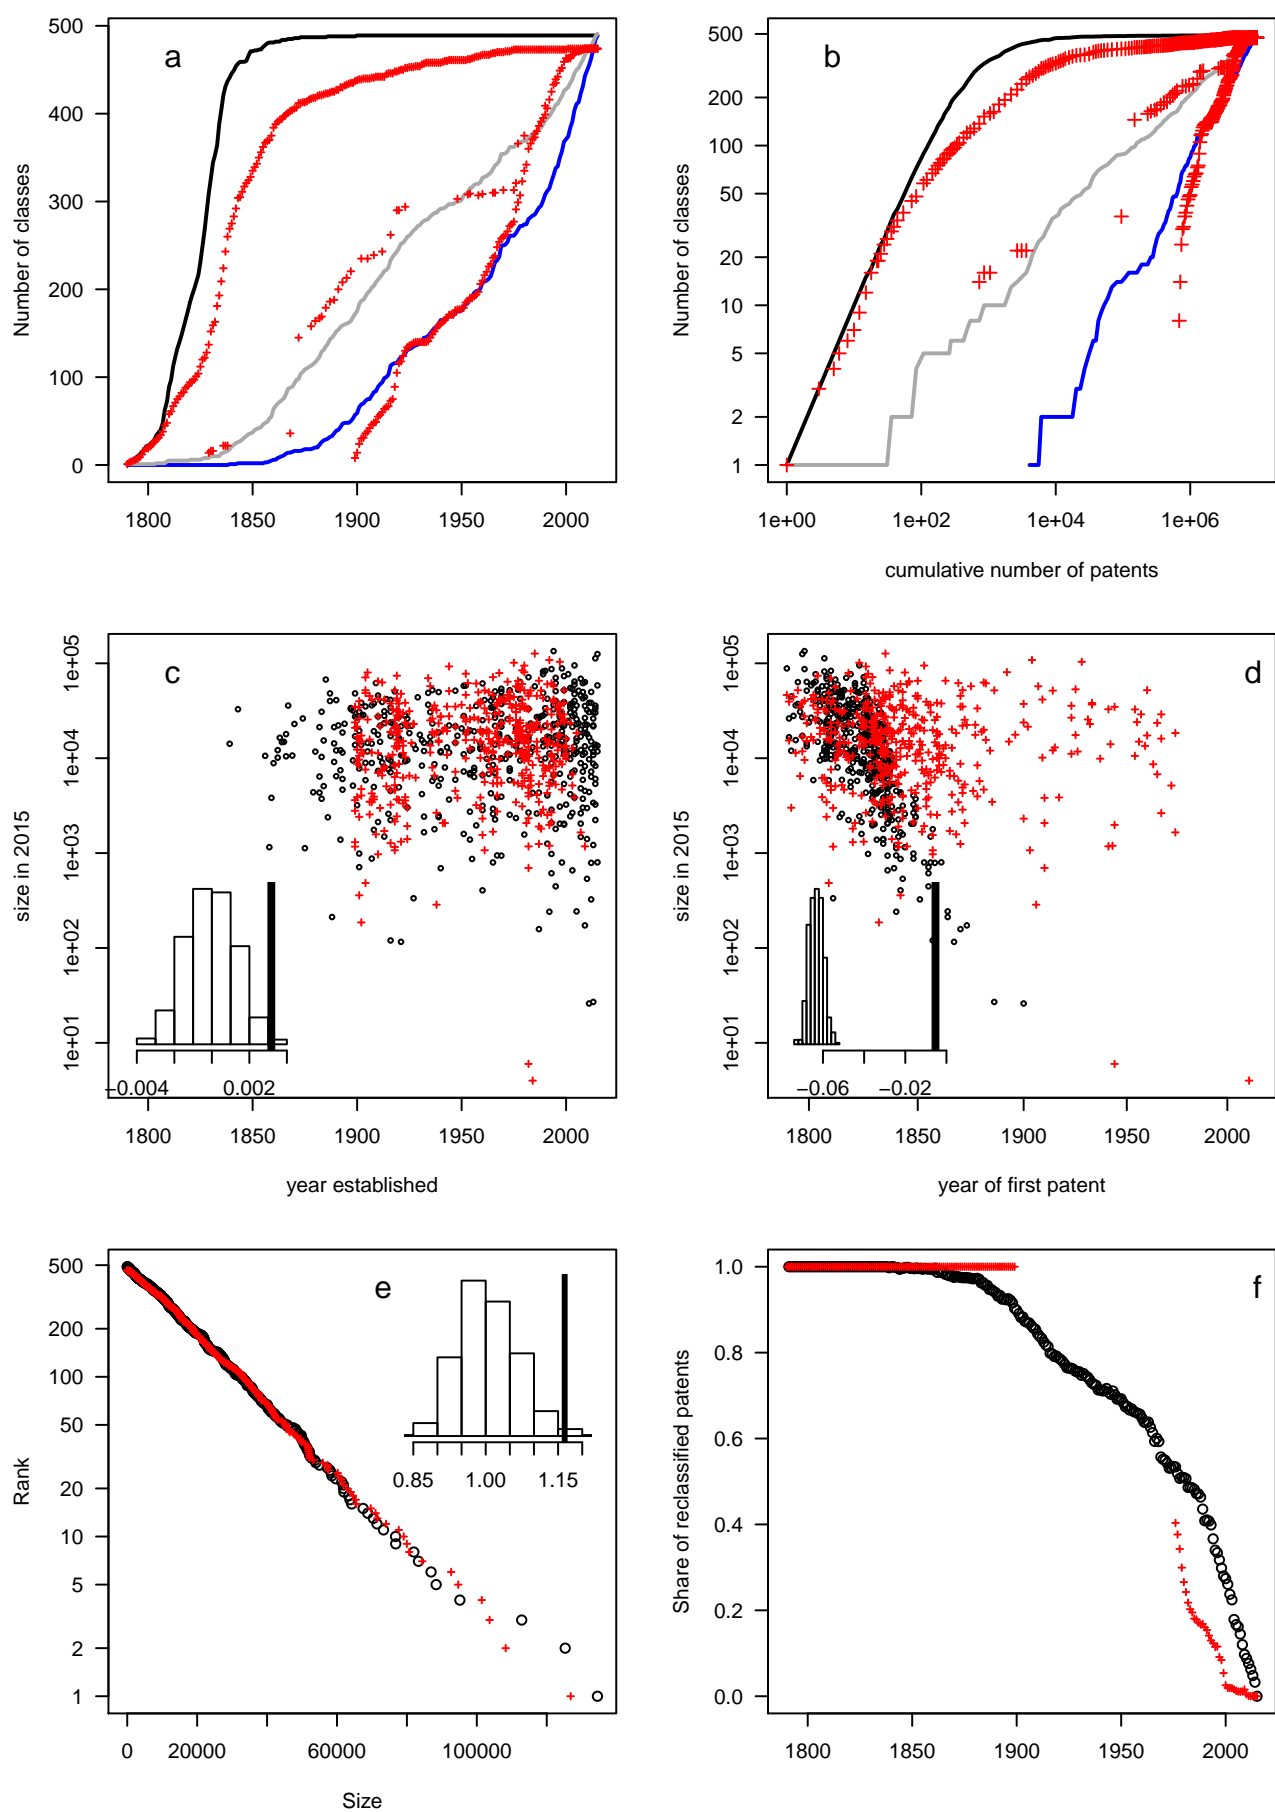 a
Number of classes
500
400
300
200
100
0
1800 1850 1900 1950 2000
b
Number of classes
500
200
100
50
20
10
5
2
1
1e+00 1e+02 1e+04 1e+06
cumulative number of patents
c
size in 2015
1e+05
1e+04
1e+03
1e+02
1e+01
−0.004 0.002
1800 1850 1900 1950 2000
year established
d
size in 2015
1e+05
1e+04
1e+03
1e+02
1e+01
−0.06 −0.02
1800 1850 1900 1950 2000
year of first patent
e
Rank
500
200
100
50
20
10
5
2
1
0.85 1.00 1.15
0 20000 60000 100000
Size
f
Share of reclassified patents
1.0
0.8
0.6
0.4
0.2
0.0
1800 1850 1900 1950 2000